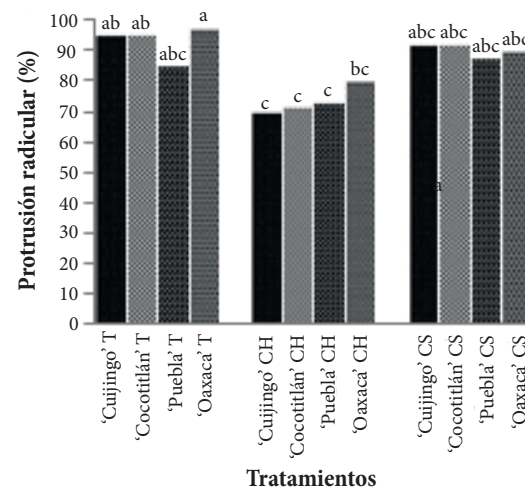 Protrusión radicular (%)
100
90
80
70
60
50
40
30
20
10
0
ab ab abc a
c c c bc
abc abc abc abc
a
'Cuijingo' T
'Cocotitlán' T
'Puebla' T
'Oaxaca' T
'Cuijingo' CH
'Cocotitlán' CH
'Puebla' CH
'Oaxaca' CH
'Cuijingo' CS
'Cocotitlán' CS
'Puebla' CS
'Oaxaca' CS
Tratamientos